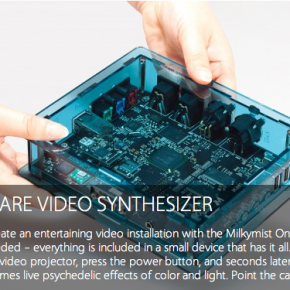 ARE VIDEO SYNTHESIZER
ate an entertaining video installation with the Milkymist On
ded – everything is included in a small device that has it all.
video projector, press the power button, and seconds later
mes live psychedelic effects of color and light. Point the ca